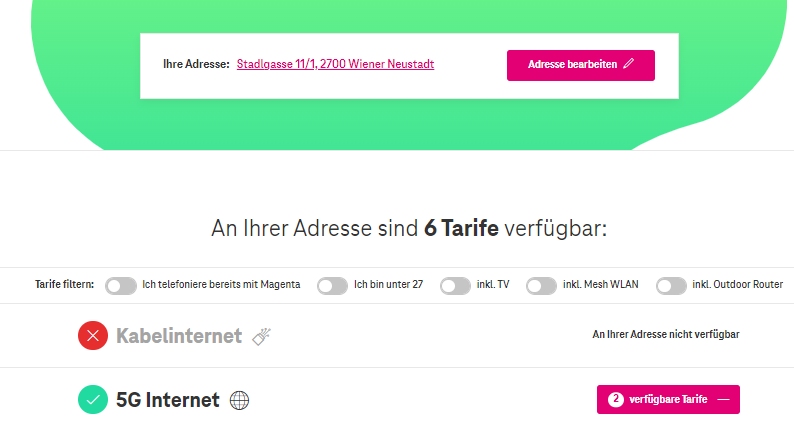 Ihre Adresse: Stadlgasse 11/1, 2700 Wiener Neustadt
Adresse bearbeiten
An Ihrer Adresse sind 6 Tarife verfügbar:
Tarife filtern: Ich telefoniere bereits mit Magenta Ich bin unter 27 inkl. TV inkl. Mesh WLAN inkl. Outdoor Router
Kabelinternet An Ihrer Adresse nicht verfügbar
5G Internet 2 verfügbare Tarife